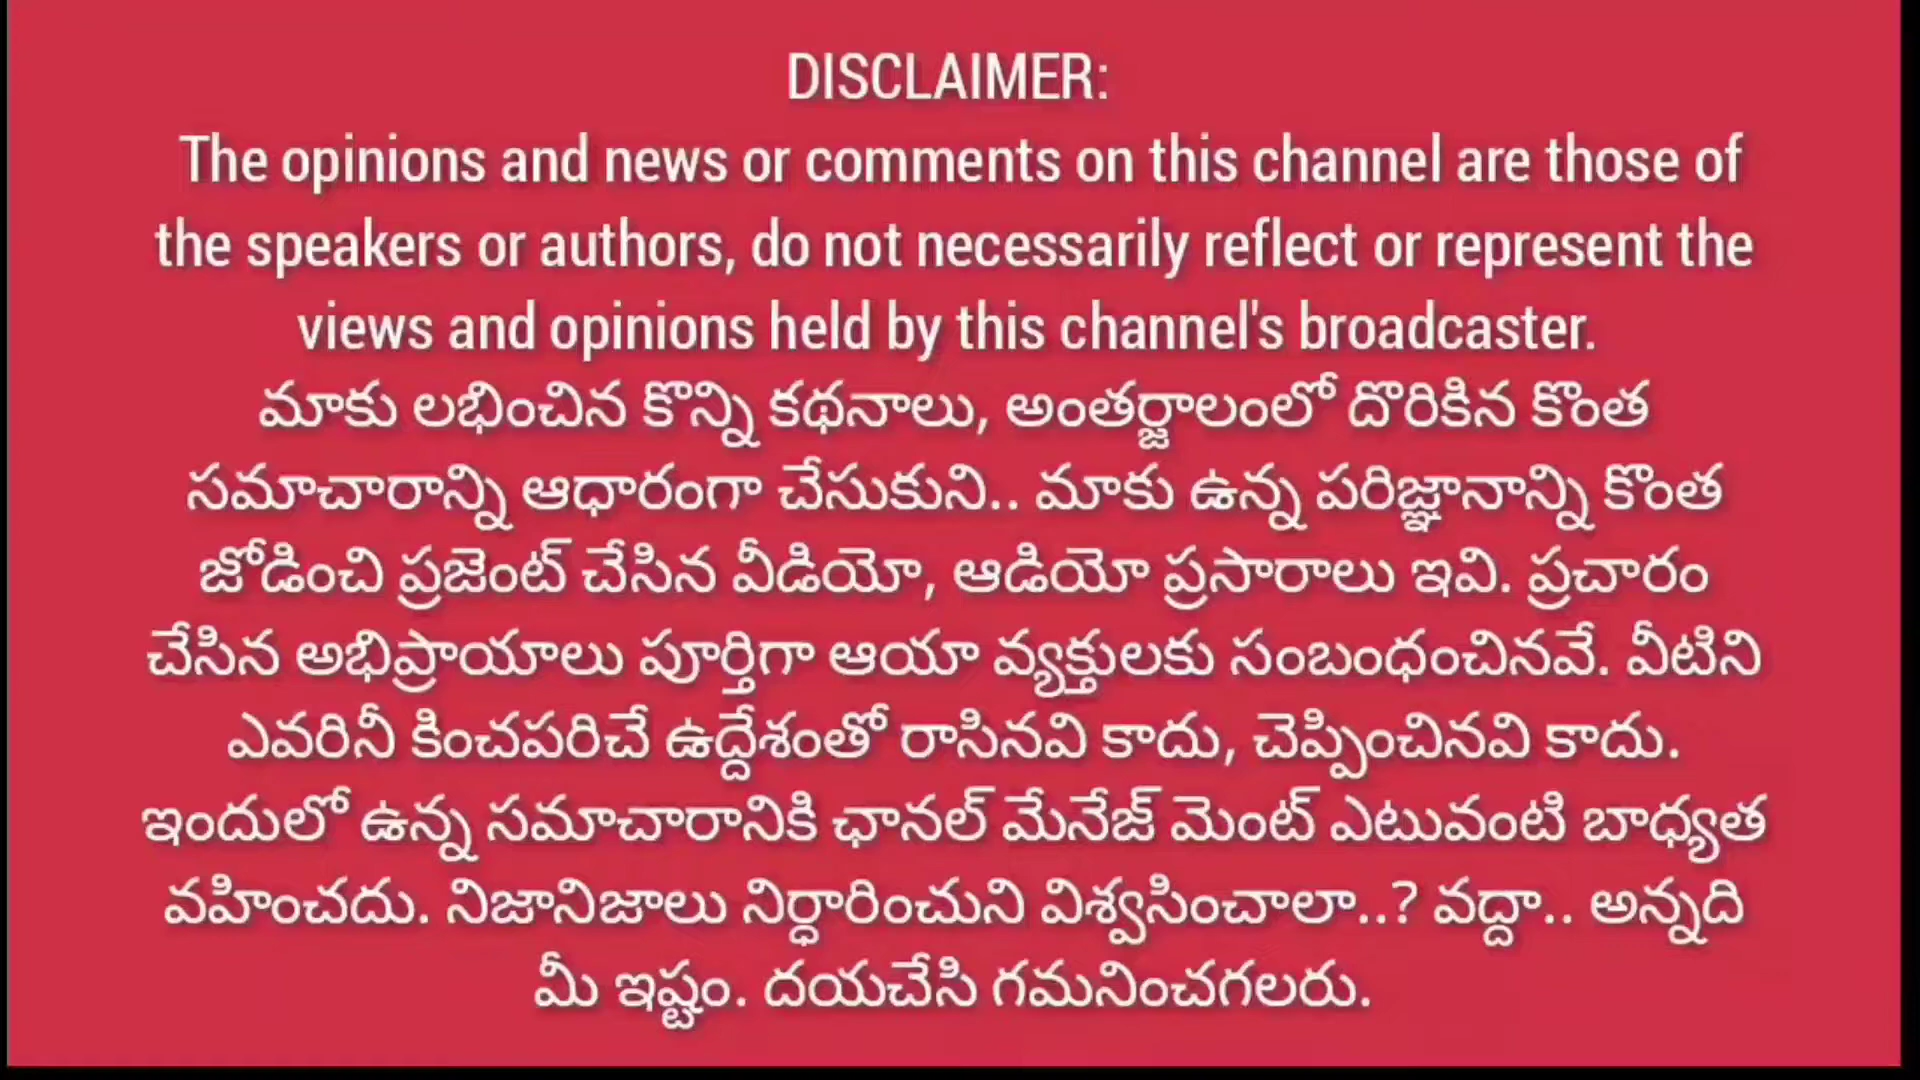 DISCLAIMER:
The opinions and news or comments on this channel are those of
the speakers or authors, do not necessarily reflect or represent the
views and opinions held by this channel's broadcaster.
మాకు లభించిన కొన్ని కథనాలు, అంతర్జాలంలో దొరికిన కొంత
సమాచారాన్ని ఆధారంగా చేసుకుని.. మాకు ఉన్న పరిజ్ఞానాన్ని కొంత
జోడించి ప్రజెంట్ చేసిన వీడియో, ఆడియో ప్రసారాలు ఇవి. ప్రచారం
చేసిన అభిప్రాయాలు పూర్తిగా ఆయా వ్యక్తులకు సంబంధించినవే. వీటిని
ఎవరినీ కించపరిచే ఉద్దేశంతో రాసినవి కాదు, చెప్పించినవి కాదు.
ఇందులో ఉన్న సమాచారానికి ఛానల్ మేనేజ్ మెంట్ ఎటువంటి బాధ్యత
వహించదు. నిజానిజాలు నిర్ధారించుని విశ్వసించాలా..? వద్దా.. అన్నది
మీ ఇష్టం. దయచేసి గమనించగలరు.